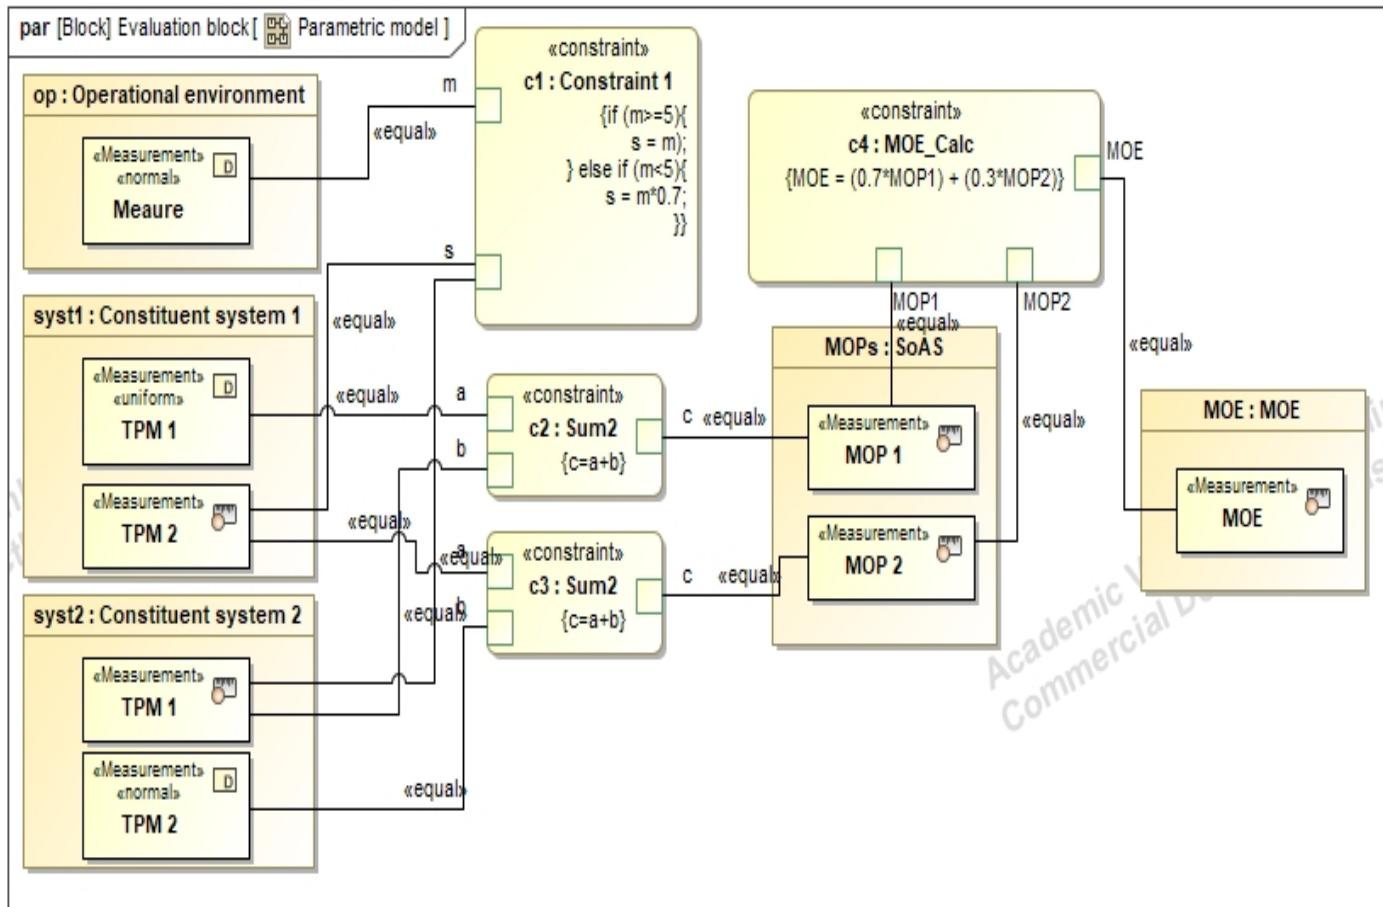 par [Block] Evaluation block [ Parametric model ]
op : Operational environment
«Measurement»
«normal»
D
Meaure
m
«equal»
«constraint»
c1 : Constraint 1
{if (m>=5){
s = m);
} else if (m<5){
s = m*0.7;
}}
s
«equal»
«constraint»
c4 : MOE_Calc
{MOE = (0.7*MOP1) + (0.3*MOP2)}
MOE
MOP1
MOP2
«equal»
«equal»
«equal»
syst1 : Constituent system 1
«Measurement»
«uniform»
D
TPM 1
«Measurement»
TPM 2
«equal»
a
b
«constraint»
c2 : Sum2
{c=a+b}
c
«equal»
«equal»
«equal»
a
b
«equal»
«constraint»
c3 : Sum2
{c=a+b}
c
«equal»
MOPs : SoAS
«Measurement»
MOP 1
«Measurement»
MOP 2
MOE : MOE
«Measurement»
MOE
syst2 : Constituent system 2
«Measurement»
TPM 1
«Measurement»
«normal»
D
TPM 2
«equal»
Academic
Commercial